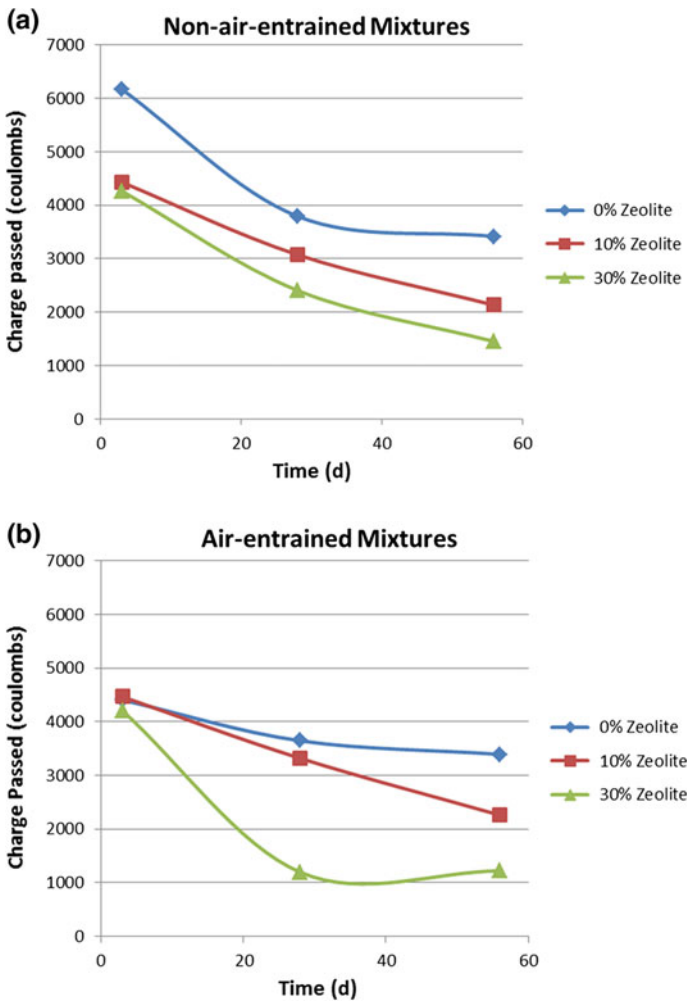 (a)
Non-air-entrained Mixtures
7000
6000
5000
4000
3000
2000
1000
0
Charge passed (coulombs)
0 20 40 60
Time (d)
0% Zeolite
10% Zeolite
30% Zeolite
(b)
Air-entrained Mixtures
7000
6000
5000
4000
3000
2000
1000
0
Charge Passed (coulombs)
0 20 40 60
Time (d)
0% Zeolite
10% Zeolite
30% Zeolite